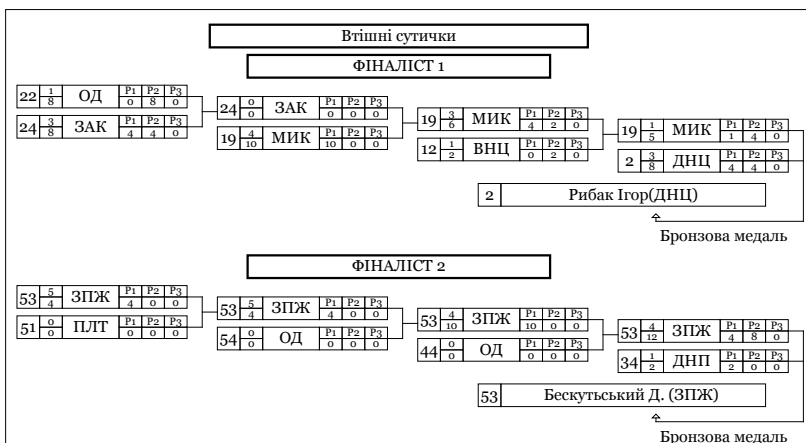 Втішні сутички
ФІНАЛІСТ 1
22 1 8 ОД P1 P2 P3 0 8 0
24 3 8 ЗАК P1 P2 P3 4 4 0
24 0 0 ЗАК P1 P2 P3 0 0 0
19 4 10 МИК P1 P2 P3 10 0 0
19 3 6 МИК P1 P2 P3 4 2 0
12 1 2 ВНЦ P1 P2 P3 0 2 0
19 1 5 МИК P1 P2 P3 1 4 0
2 3 8 ДНЦ P1 P2 P3 4 4 0
2 Рибак Ігор(ДНЦ)
Бронзова медаль
ФІНАЛІСТ 2
53 5 4 ЗПЖ P1 P2 P3 4 0 0
51 0 0 ПЛТ P1 P2 P3 0 0 0
53 5 4 ЗПЖ P1 P2 P3 4 0 0
54 0 0 ОД P1 P2 P3 0 0 0
53 4 10 ЗПЖ P1 P2 P3 10 0 0
44 0 0 ОД P1 P2 P3 0 0 0
53 4 12 ЗПЖ P1 P2 P3 4 8 0
34 1 2 ДНП P1 P2 P3 2 0 0
53 Бескутьський Д. (ЗПЖ)
Бронзова медаль